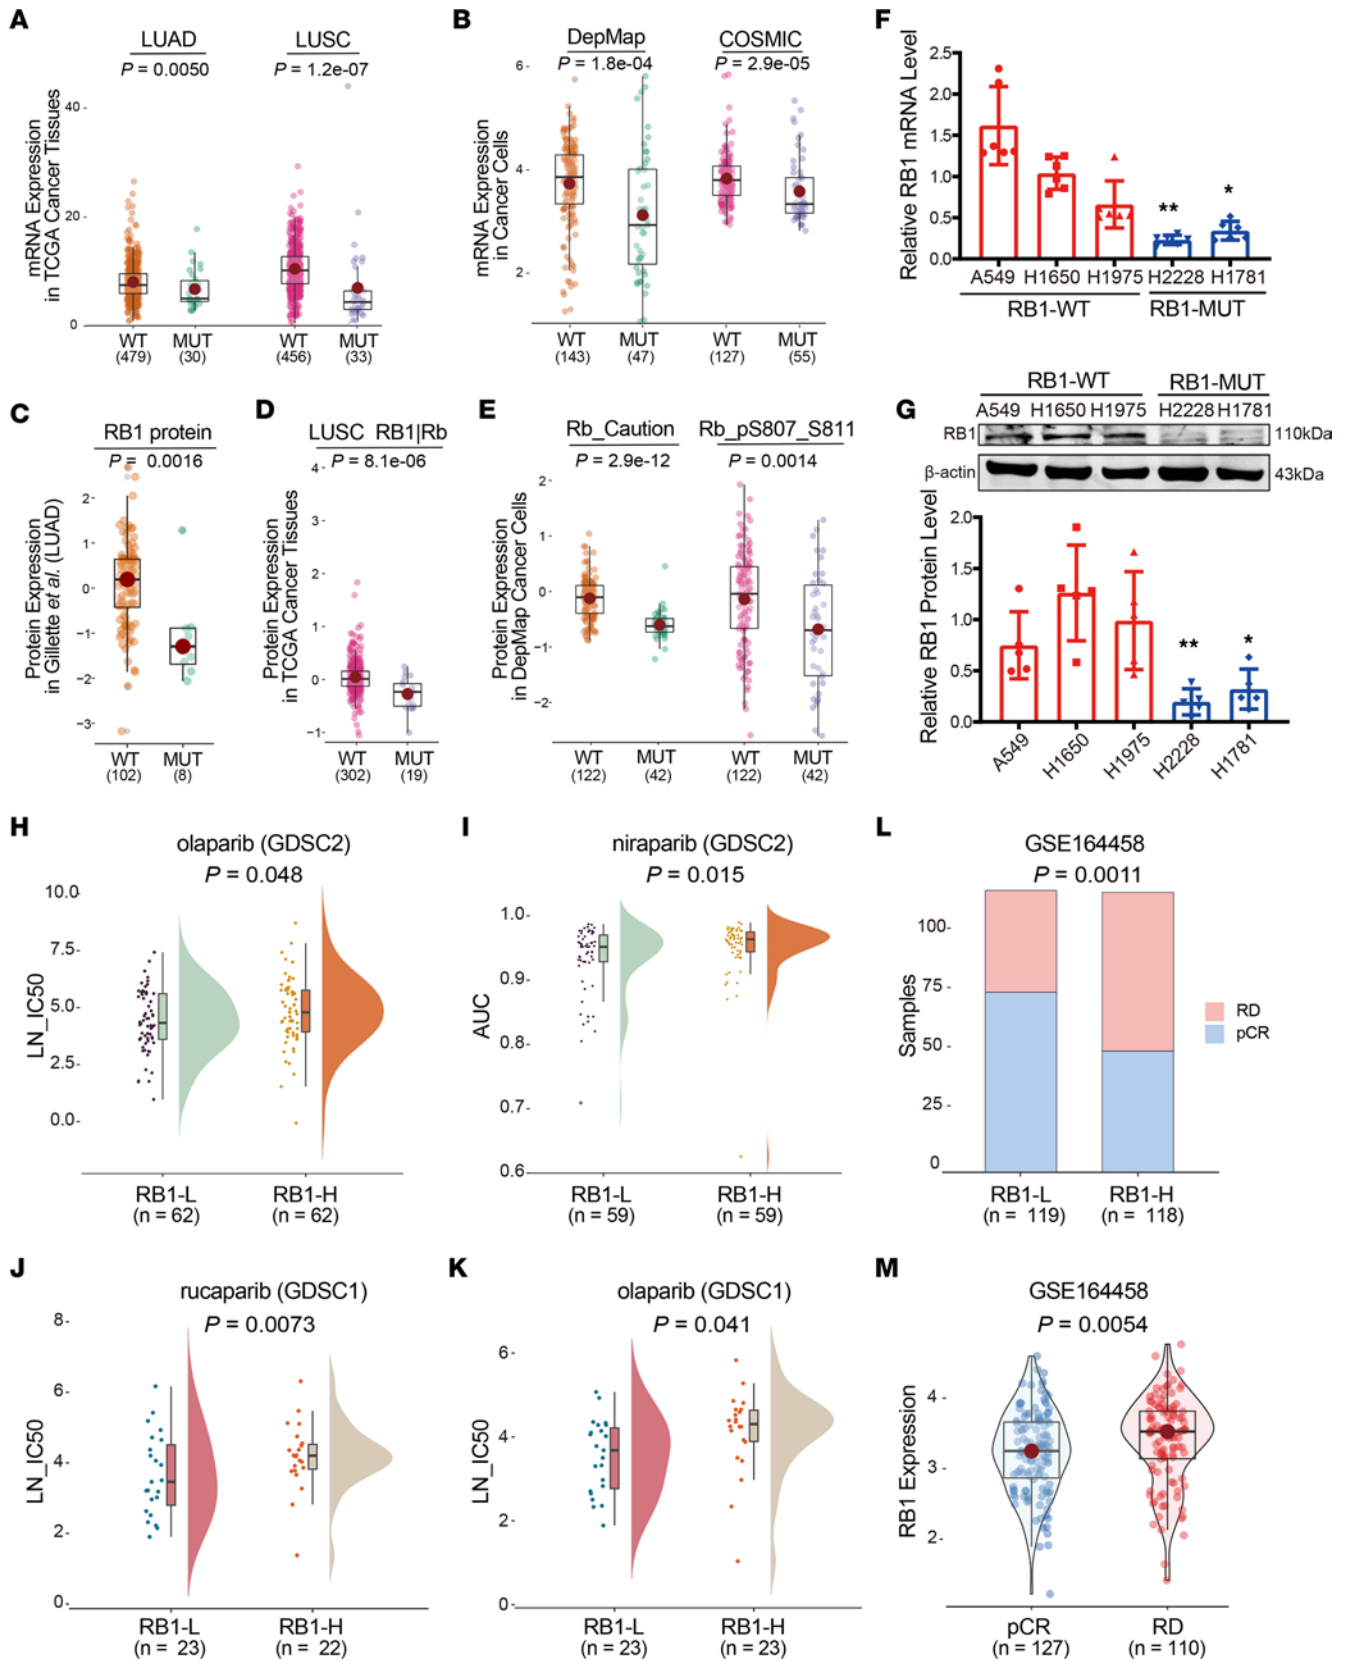 A
LUAD
LUSC
P = 0.0050
P = 1.2e-07
mRNA Expression
in TCGA Cancer Tissues
40
20
0
WT
MUT
WT
MUT
(479)
(30)
(456)
(33)
B
DepMap
COSMIC
P = 1.8e-04
P = 2.9e-05
mRNA Expression
in Cancer Cells
6
4
2
WT
MUT
WT
MUT
(143)
(47)
(127)
(55)
F
Relative RB1 mRNA Level
2.5
2.0
1.5
1.0
0.5
0.0
**
*
A549 H1650 H1975 H2228 H1781
RB1-WT
RB1-MUT
C
RB1 protein
P = 0.0016
Protein Expression
in Gillette et al. (LUAD)
2
1
0
−1
−2
−3
WT
MUT
(102)
(8)
D
LUSC RB1|Rb
P = 8.1e-06
Protein Expression
in TCGA Cancer Tissues
4
3
2
1
0
−1
WT
MUT
(302)
(19)
E
Rb_Caution
Rb_pS807_S811
P = 2.9e-12
P = 0.0014
Protein Expression
in DepMap Cancer Cells
2
1
0
−1
−2
WT
MUT
WT
MUT
(122)
(42)
(122)
(42)
G
RB1-WT
RB1-MUT
A549 H1650 H1975 H2228 H1781
RB1
110kDa
β-actin
43kDa
Relative RB1 Protein Level
2.0
1.5
1.0
0.5
0.0
**
*
A549
H1650
H1975
H2228
H1781
H
olaparib (GDSC2)
P = 0.048
LN_IC50
10.0
7.5
5.0
2.5
0.0
RB1-L
RB1-H
(n = 62)
(n = 62)
I
niraparib (GDSC2)
P = 0.015
AUC
1.0
0.9
0.8
0.7
0.6
RB1-L
RB1-H
(n = 59)
(n = 59)
L
GSE164458
P = 0.0011
Samples
100
75
50
25
0
RD
pCR
RB1-L
RB1-H
(n = 119)
(n = 118)
J
rucaparib (GDSC1)
P = 0.0073
LN_IC50
8
6
4
2
0
RB1-L
RB1-H
(n = 23)
(n = 22)
K
olaparib (GDSC1)
P = 0.041
LN_IC50
6
4
2
0
RB1-L
RB1-H
(n = 23)
(n = 23)
M
GSE164458
P = 0.0054
RB1 Expression
4
3
2
pCR
RD
(n = 127)
(n = 110)